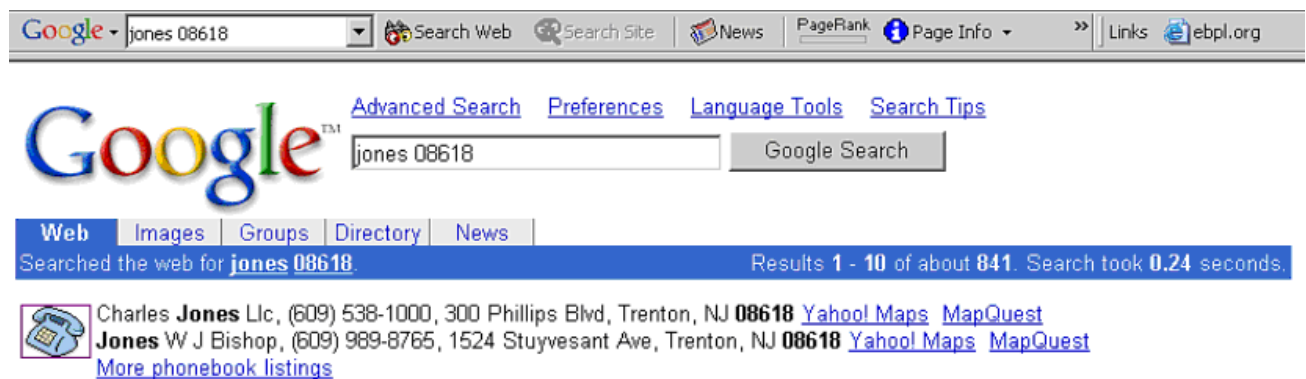 Google jones 08618 Search Web Search Site News PageRank Page Info » Links ebpl.org
Advanced Search Preferences Language Tools Search Tips
Google™ jones 08618 Google Search
Web Images Groups Directory News
Searched the web for jones 08618. Results 1 - 10 of about 841. Search took 0.24 seconds.
Charles Jones Llc, (609) 538-1000, 300 Phillips Blvd, Trenton, NJ 08618 Yahoo! Maps MapQuest
Jones W J Bishop, (609) 989-8765, 1524 Stuyvesant Ave, Trenton, NJ 08618 Yahoo! Maps MapQuest
More phonebook listings